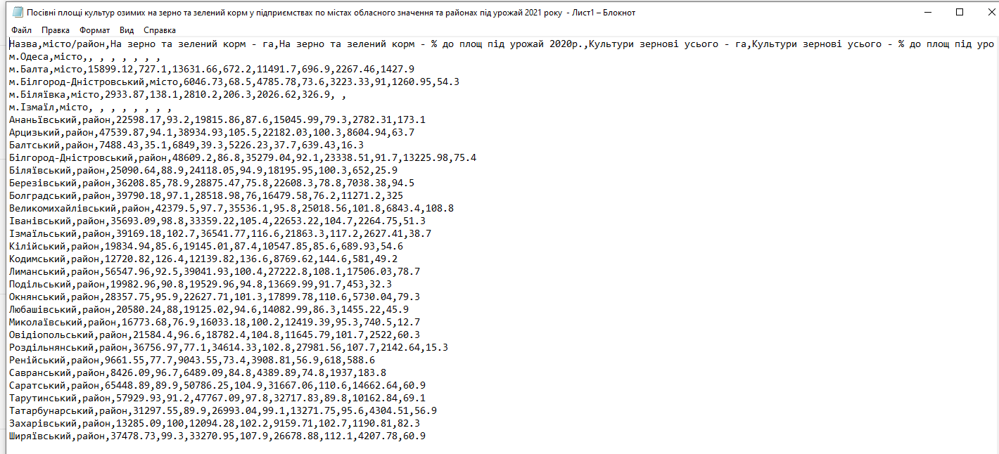 Посівні площі культур озимих на зерно та зелений корм у підприємствах по містах обласного значення та районах під урожай 2021 року - Лист1 – Блокнот
Файл Правка Формат Вид Справка
Назва,місто/район,На зерно та зелений корм - га,На зерно та зелений корм - % до площ під урожай 2020р.,Культури зернові усього - га,Культури зернові усього - % до площ під уро
м.Одеса,місто,, , , , , , ,
м.Балта,місто,15899.12,727.1,13631.66,672.2,11491.7,696.9,2267.46,1427.9
м.Білгород-Дністровський,місто,6046.73,68.5,4785.78,73.6,3223.33,91,1260.95,54.3
м.Біляївка,місто,2933.87,138.1,2810.2,206.3,2026.62,326.9, ,
м.Ізмаїл,місто, , , , , , , ,
Ананьївський,район,22598.17,93.2,19815.86,87.6,15045.99,79.3,2782.31,173.1
Арцизький,район,47539.87,94.1,38934.93,105.5,22182.03,100.3,8604.94,63.7
Балтський,район,7488.43,35.1,6849,39.3,5226.23,37.7,639.43,16.3
Білгород-Дністровський,район,48609.2,86.8,35279.04,92.1,23338.51,91.7,13225.98,75.4
Біляївський,район,25090.64,88.9,24118.05,94.9,18195.95,100.3,652,25.9
Березівський,район,36208.85,78.9,28875.47,75.8,22608.3,78.8,7038.38,94.5
Болградський,район,39790.18,97.1,28518.98,76,16479.58,76.2,11271.2,325
Великомихайлівський,район,42379.5,97.7,35536.1,95.8,25018.56,101.8,6843.4,108.8
Іванівський,район,35693.09,98.8,33359.22,105.4,22653.22,104.7,2264.75,51.3
Ізмаїльський,район,39169.18,102.7,36541.77,116.6,21863.3,117.2,2627.41,38.7
Кілійський,район,19834.94,85.6,19145.01,87.4,10547.85,85.6,689.93,54.6
Кодимський,район,12720.82,126.4,12139.82,136.6,8769.62,144.6,581,49.2
Лиманський,район,56547.96,92.5,39041.93,100.4,27222.8,108.1,17506.03,78.7
Подільський,район,19982.96,90.8,19529.96,94.8,13669.99,91.7,453,32.3
Окнянський,район,28357.75,95.9,22627.71,101.3,17899.78,110.6,5730.04,79.3
Любашівський,район,20580.24,88,19125.02,94.6,14082.99,86.3,1455.22,45.9
Миколаївський,район,16773.68,76.9,16033.18,100.2,12419.39,95.3,740.5,12.7
Овідіопольський,район,21584.4,96.6,18782.4,104.8,11645.79,101.7,2522,60.3
Роздільнянський,район,36756.97,77.1,34614.33,102.8,27981.56,107.7,2142.64,15.3
Ренійський,район,9661.55,77.7,9043.55,73.4,3908.81,56.9,618,588.6
Савранський,район,8426.09,96.7,6489.09,84.8,4389.89,74.8,1937,183.8
Саратський,район,65448.89,89.9,50786.25,104.9,31667.06,110.6,14662.64,60.9
Тарутинський,район,57929.93,91.2,47767.09,97.8,32717.83,89.8,10162.84,69.1
Татарбунарський,район,31297.55,89.9,26993.04,99.1,13271.75,95.6,4304.51,56.9
Захарівський,район,13285.09,100,12094.28,102.2,9159.71,102.7,1190.81,82.3
Ширяївський,район,37478.73,99.3,33270.95,107.9,26678.88,112.1,4207.78,60.9